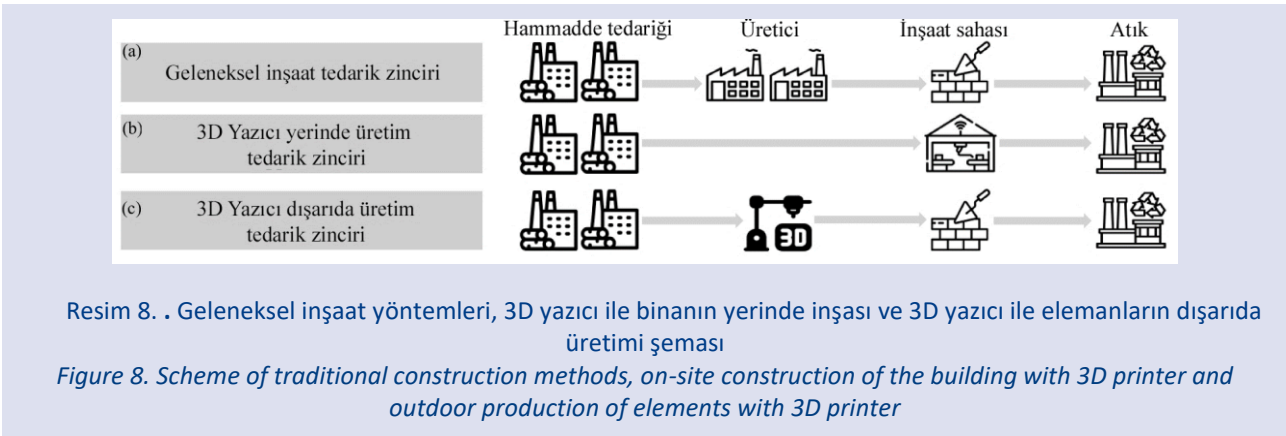 Hammadde tedariği Üretici İnşaat sahası Atık
(a) Geleneksel inşaat tedarik zinciri
(b) 3D Yazıcı yerinde üretim
tedarik zinciri
(c) 3D Yazıcı dışarıda üretim
tedarik zinciri
3D
Resim 8. . Geleneksel inşaat yöntemleri, 3D yazıcı ile binanın yerinde inşası ve 3D yazıcı ile elemanların dışarıda
üretimi şeması
Figure 8. Scheme of traditional construction methods, on-site construction of the building with 3D printer and
outdoor production of elements with 3D printer